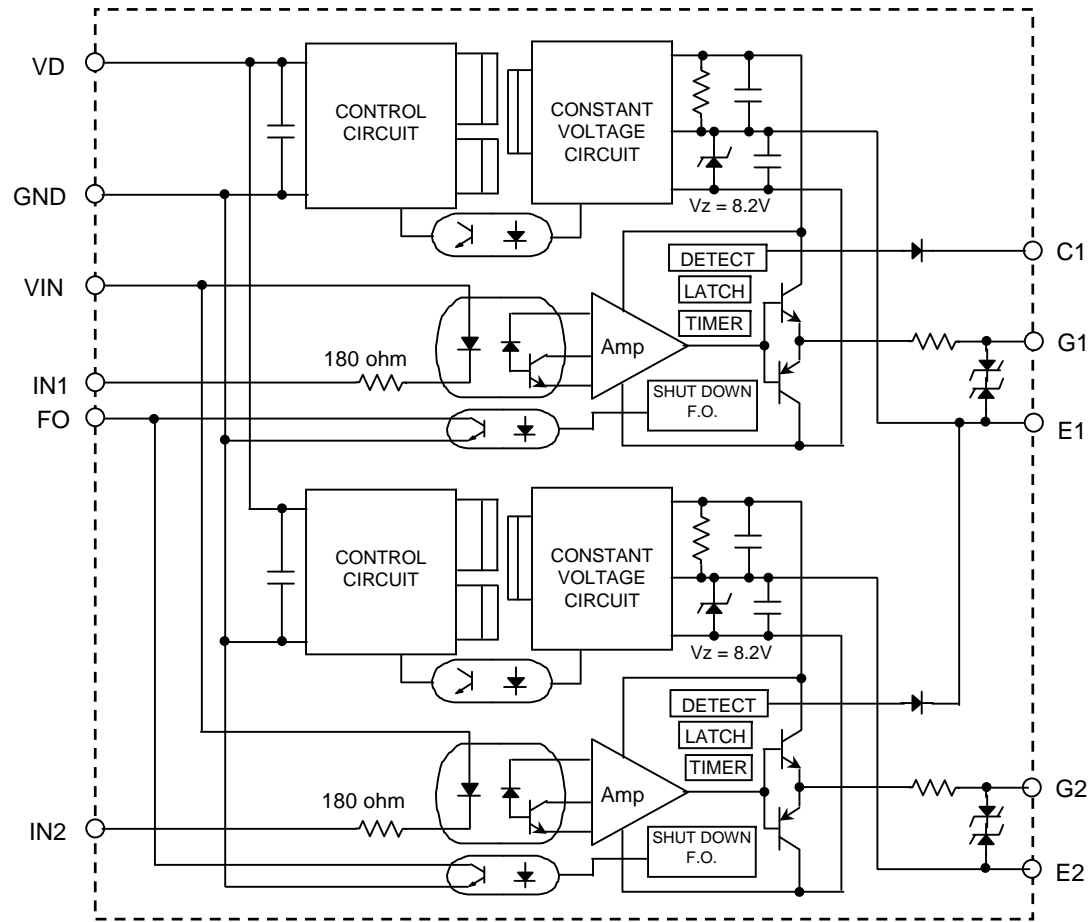 VD
CONTROL
CIRCUIT
CONSTANT
VOLTAGE
CIRCUIT
GND
Vz = 8.2V
VIN
DETECT
C1
LATCH
TIMER
Amp
G1
180 ohm
IN1
SHUT DOWN
F.O.
FO
E1
CONTROL
CIRCUIT
CONSTANT
VOLTAGE
CIRCUIT
Vz = 8.2V
DETECT
LATCH
TIMER
Amp
G2
180 ohm
IN2
SHUT DOWN
F.O.
E2